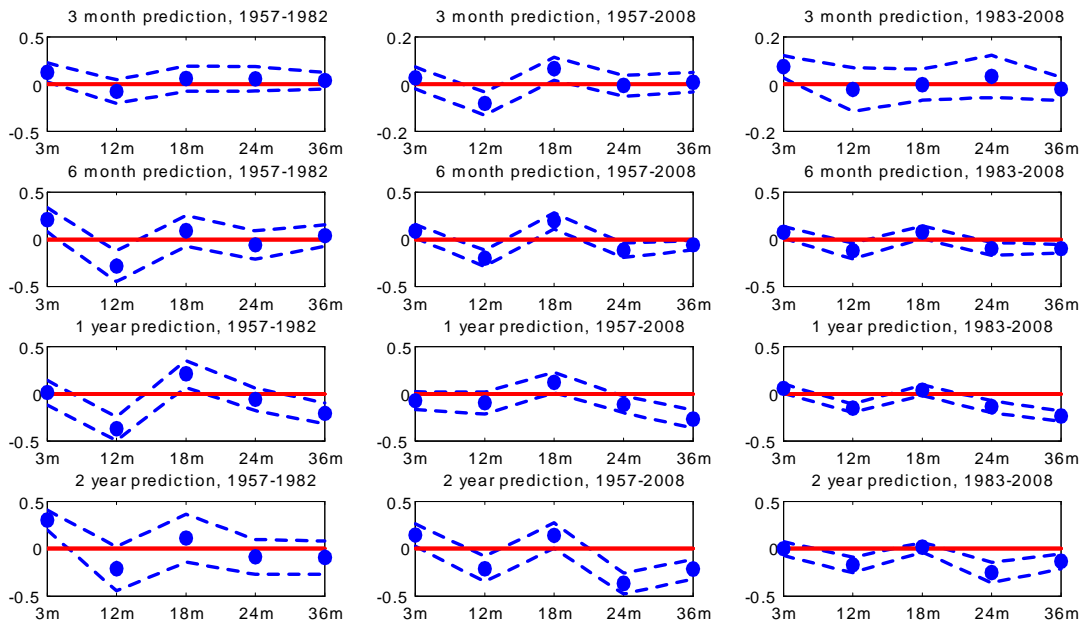 3 month prediction, 1957-1982
0.5
0
-0.5
3m 12m 18m 24m 36m
3 month prediction, 1957-2008
0.2
0
-0.2
3m 12m 18m 24m 36m
3 month prediction, 1983-2008
0.2
0
-0.2
3m 12m 18m 24m 36m
6 month prediction, 1957-1982
0.5
0
-0.5
3m 12m 18m 24m 36m
6 month prediction, 1957-2008
0.5
0
-0.5
3m 12m 18m 24m 36m
6 month prediction, 1983-2008
0.5
0
-0.5
3m 12m 18m 24m 36m
1 year prediction, 1957-1982
0.5
0
-0.5
3m 12m 18m 24m 36m
1 year prediction, 1957-2008
0.5
0
-0.5
3m 12m 18m 24m 36m
1 year prediction, 1983-2008
0.5
0
-0.5
3m 12m 18m 24m 36m
2 year prediction, 1957-1982
0.5
0
-0.5
3m 12m 18m 24m 36m
2 year prediction, 1957-2008
0.5
0
-0.5
3m 12m 18m 24m 36m
2 year prediction, 1983-2008
0.5
0
-0.5
3m 12m 18m 24m 36m